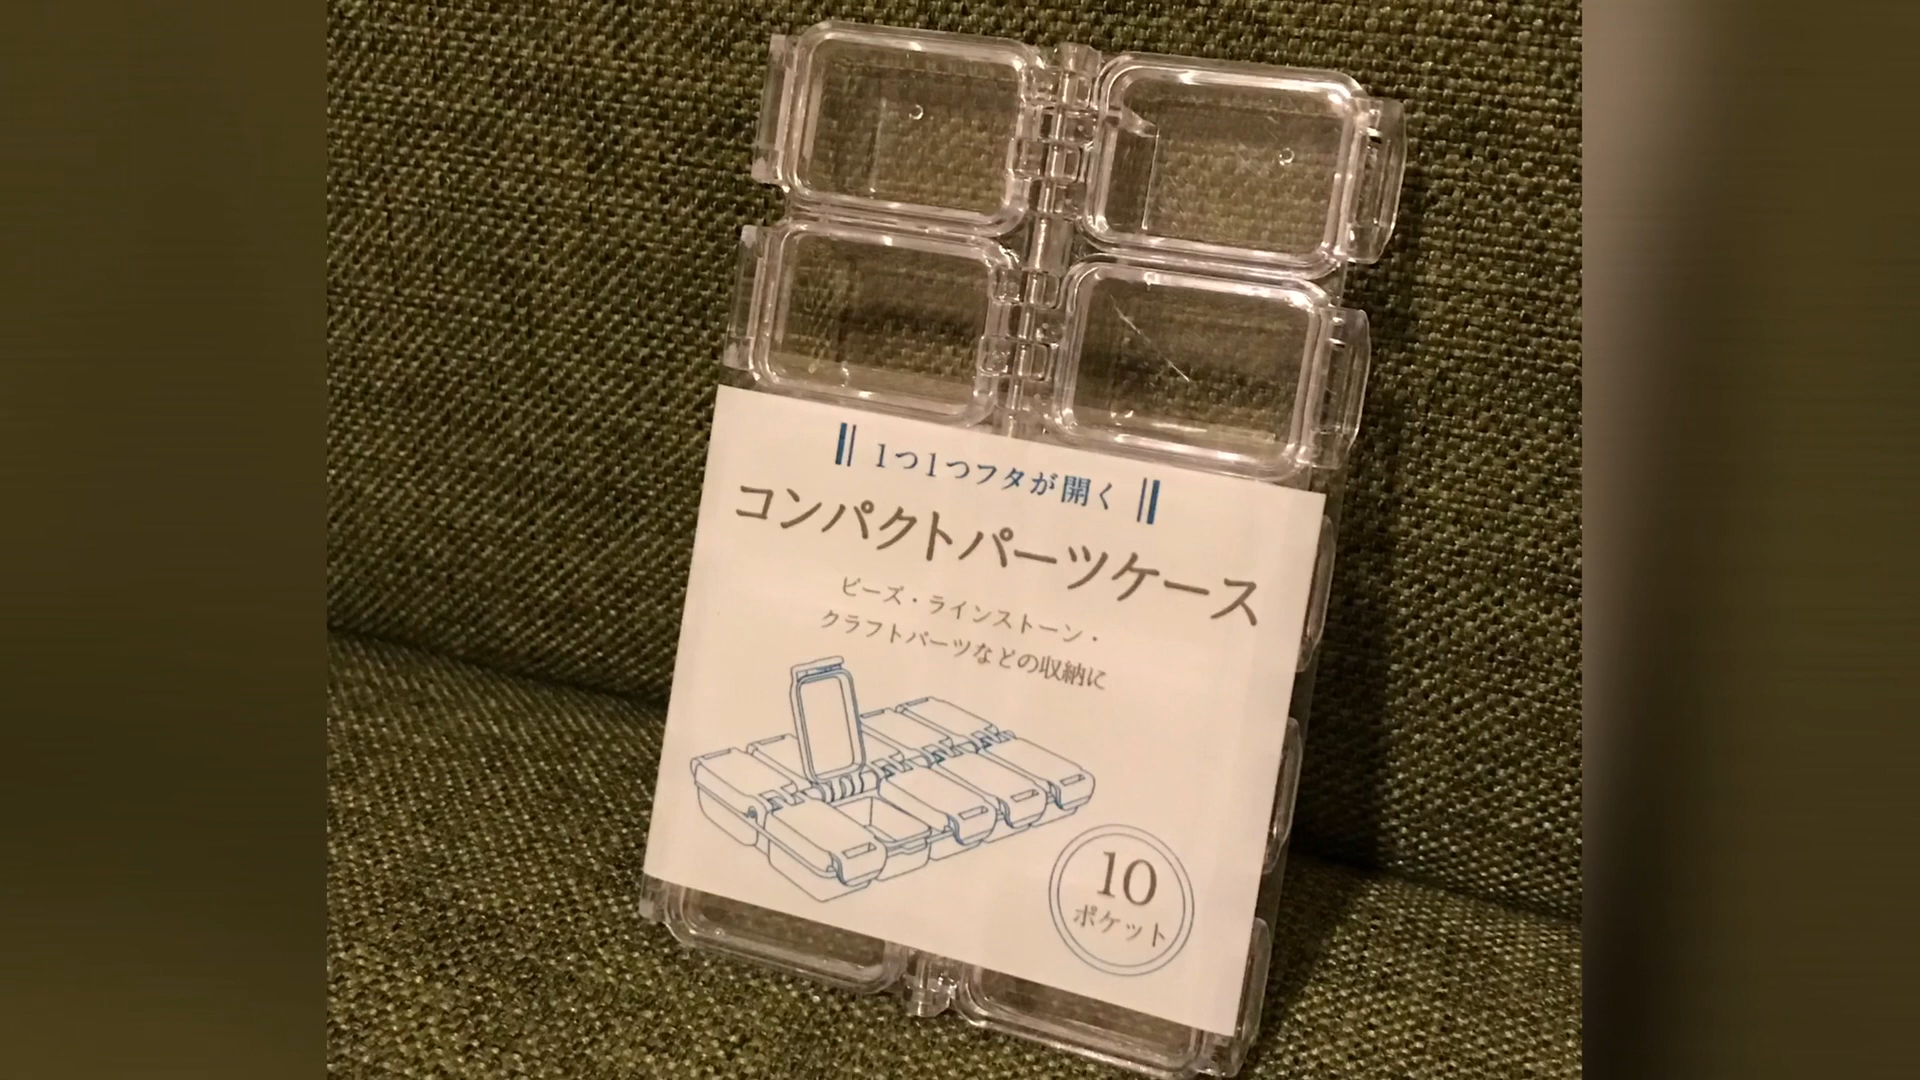 1つ1つフタが開く
コンパクトパーツケース
ビーズ・ラインストーン・
クラフトパーツなどの収納に
10
ポケット